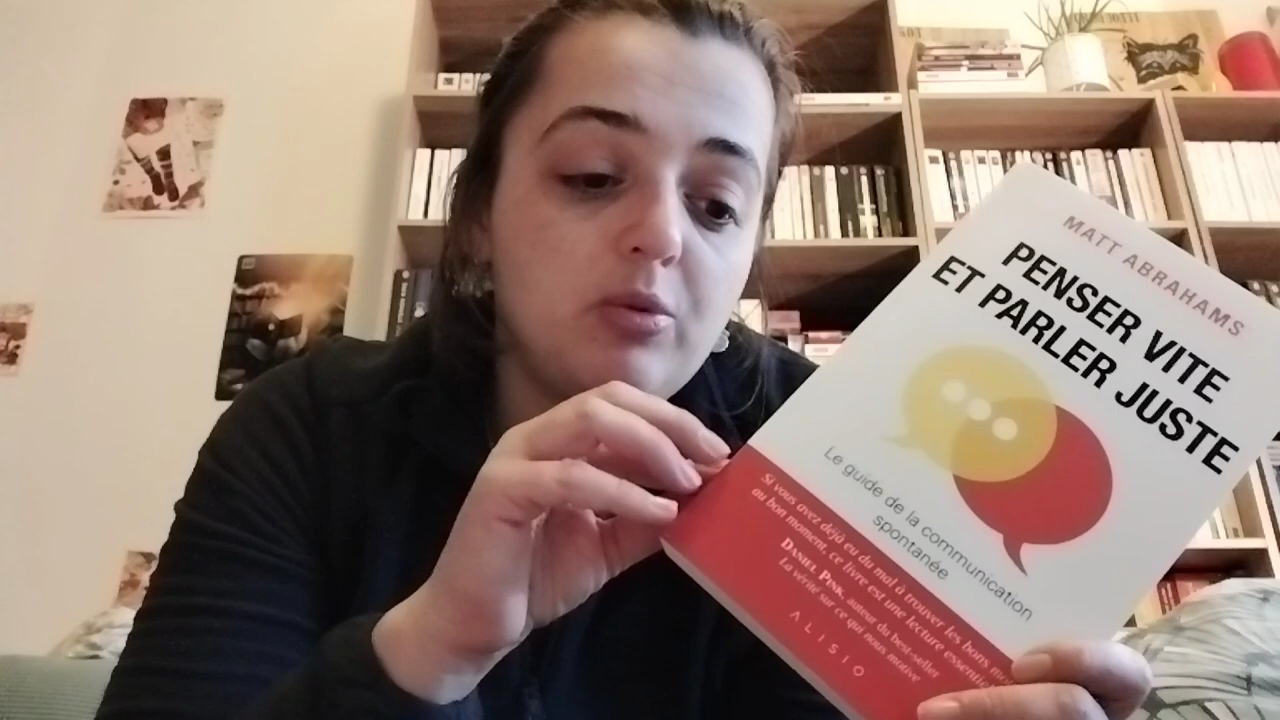 MATT ABRAHAMS
PENSER VITE
ET PARLER JUSTE
Le guide de la communication
spontanée
Si vous avez déjà eu du mal à trouver les bons
au bon moment, ce livre est une lecture
DANIEL PINK, auteur du best-seller
La vérité sur ce qui nous motive
ALISIO